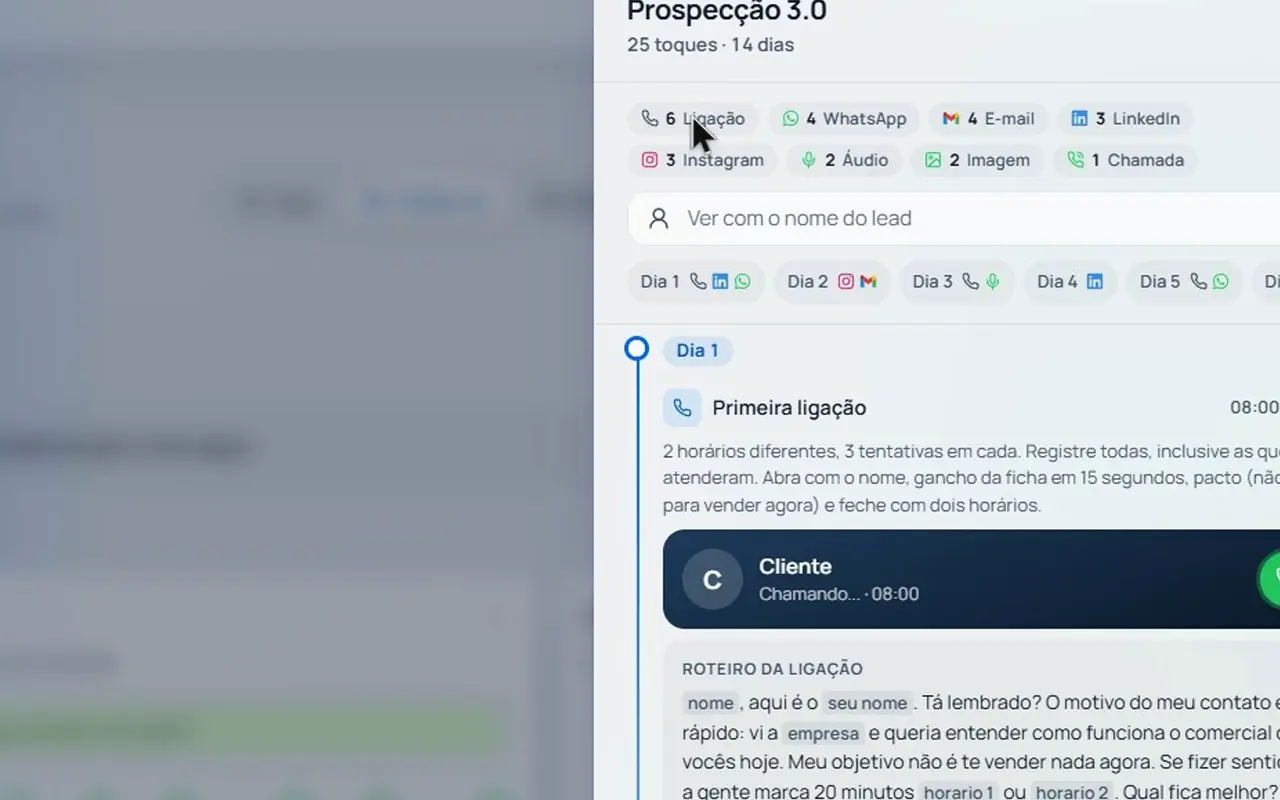 Prospecção 3.0
25 toques · 14 dias
6 Ligação 4 WhatsApp 4 E-mail 3 LinkedIn
3 Instagram 2 Áudio 2 Imagem 1 Chamada
Ver com o nome do lead
Dia 1 Dia 2 Dia 3 Dia 4 Dia 5 Di
Dia 1
Primeira ligação 08:00
2 horários diferentes, 3 tentativas em cada. Registre todas, inclusive as qu
atenderam. Abra com o nome, gancho da ficha em 15 segundos, pacto (não
para vender agora) e feche com dois horários.
C Cliente
Chamando... · 08:00
ROTEIRO DA LIGAÇÃO
nome , aqui é o seu nome . Tá lembrado? O motivo do meu contato é
rápido: vi a empresa e queria entender como funciona o comercial d
vocês hoje. Meu objetivo não é te vender nada agora. Se fizer senti
a gente marca 20 minutos horario 1 ou horario 2 . Qual fica melhor?